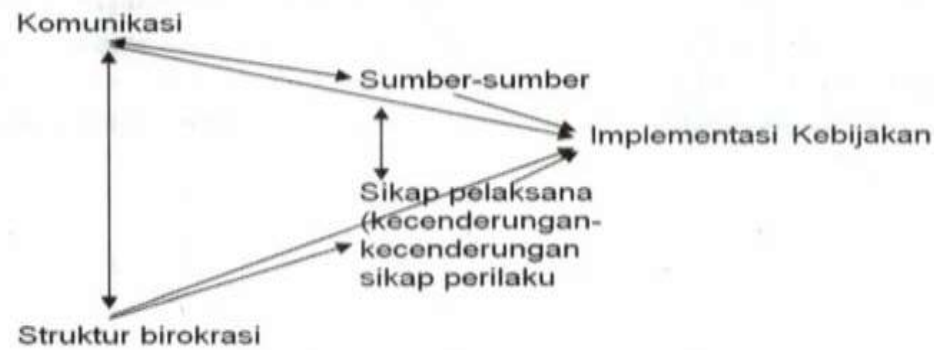 Komunikasi
Sumber-sumber
Implementasi Kebijakan
Sikap pelaksana
(kecenderungan-
kecenderungan
sikap perilaku
Struktur birokrasi